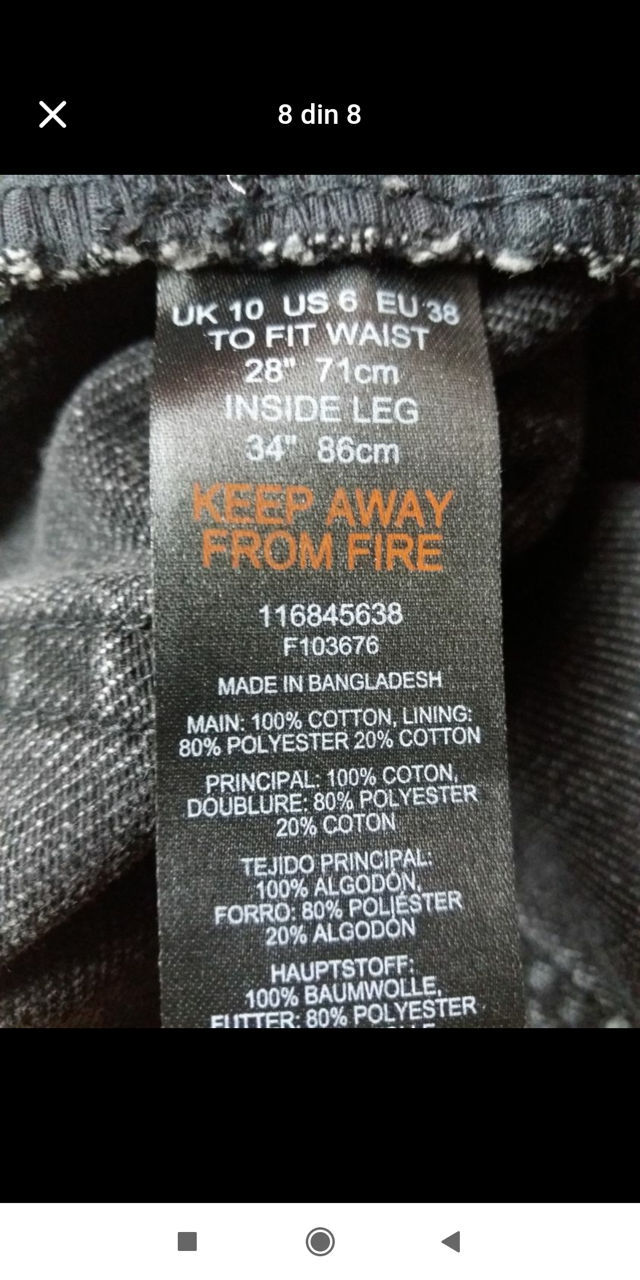 8 din 8
UK 10 US 6 EU 38
TO FIT WAIST
28" 71cm
INSIDE LEG
34" 86cm
KEEP AWAY
FROM FIRE
116845638
F103676
MADE IN BANGLADESH
MAIN: 100% COTTON, LINING:
80% POLYESTER 20% COTTON
PRINCIPAL: 100% COTON,
DOUBLURE: 80% POLYESTER
20% COTON
TEJIDO PRINCIPAL:
100% ALGODÓN,
FORRO: 80% POLIÉSTER
20% ALGODÓN
HAUPTSTOFF:
100% BAUMWOLLE,
FUTTER: 80% POLYESTER